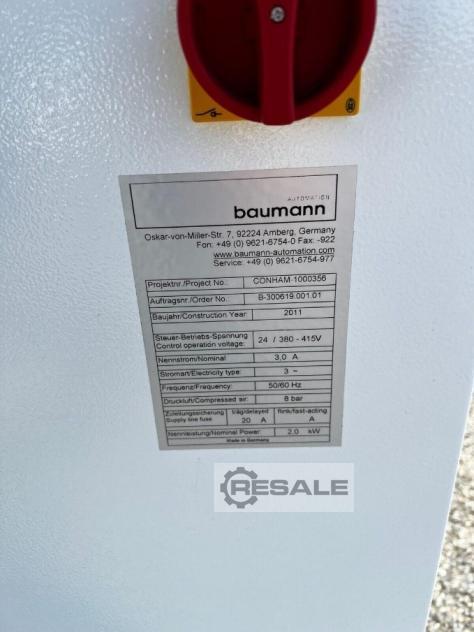 AUTOMATION
baumann
Oskar-von-Miller-Str. 7, 92224 Amberg, Germany
Fon: +49 (0) 9621-6754-0 Fax: -922
www.baumann-automation.com
Service: +49 (0) 9621-6754-977
Projektnr./Project No.: CONHAM-1000356
Auftragsnr./Order No.: B-300619.001.01
Baujahr/Construction Year: 2011
Steuer-Betriebs-Spannung
Control operation voltage: 24 / 380 - 415V
Nennstrom/Nominal 3,0 A
Stromart/Electricity type: 3 ~
Frequenz/Frequency: 50/60 Hz
Druckluft/Compressed air: 8 bar
Zuleitungssicherung träg/delayed flink/fast-acting
Supply line fuse 20 A A
Nennleistung/Nominal Power: 2.0 kW
Made in Germany
RESALE